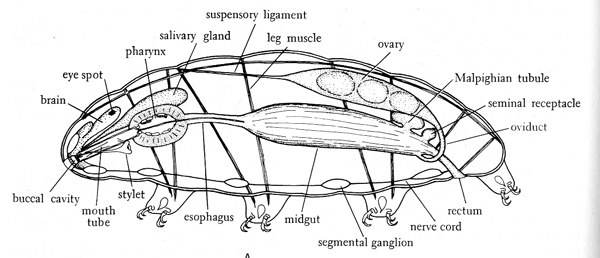 suspensory ligament
salivary gland
leg muscle
pharynx
ovary
eye spot
Malpighian tubule
brain
seminal receptacle
oviduct
buccal cavity
stylet
mouth
tube
esophagus
midgut
rectum
nerve cord
segmental ganglion